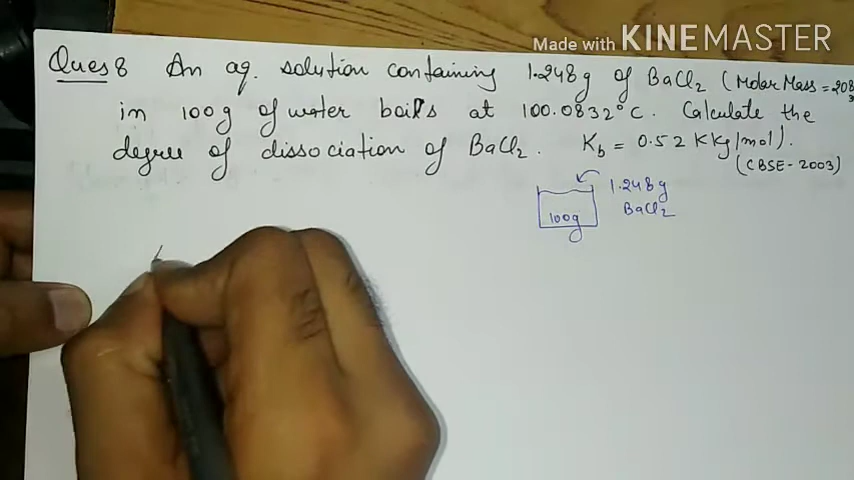 Made with KINEMASTER
Ques 8 An aq. solution containing 1.248g of BaCl2 (Molar Mass = 208
in 100g of water boils at 100.0832°C. Calculate the
degree of dissociation of BaCl2. Kb = 0.52 K Kg/mol).
(CBSE-2003)
1.248g
BaCl2
100g